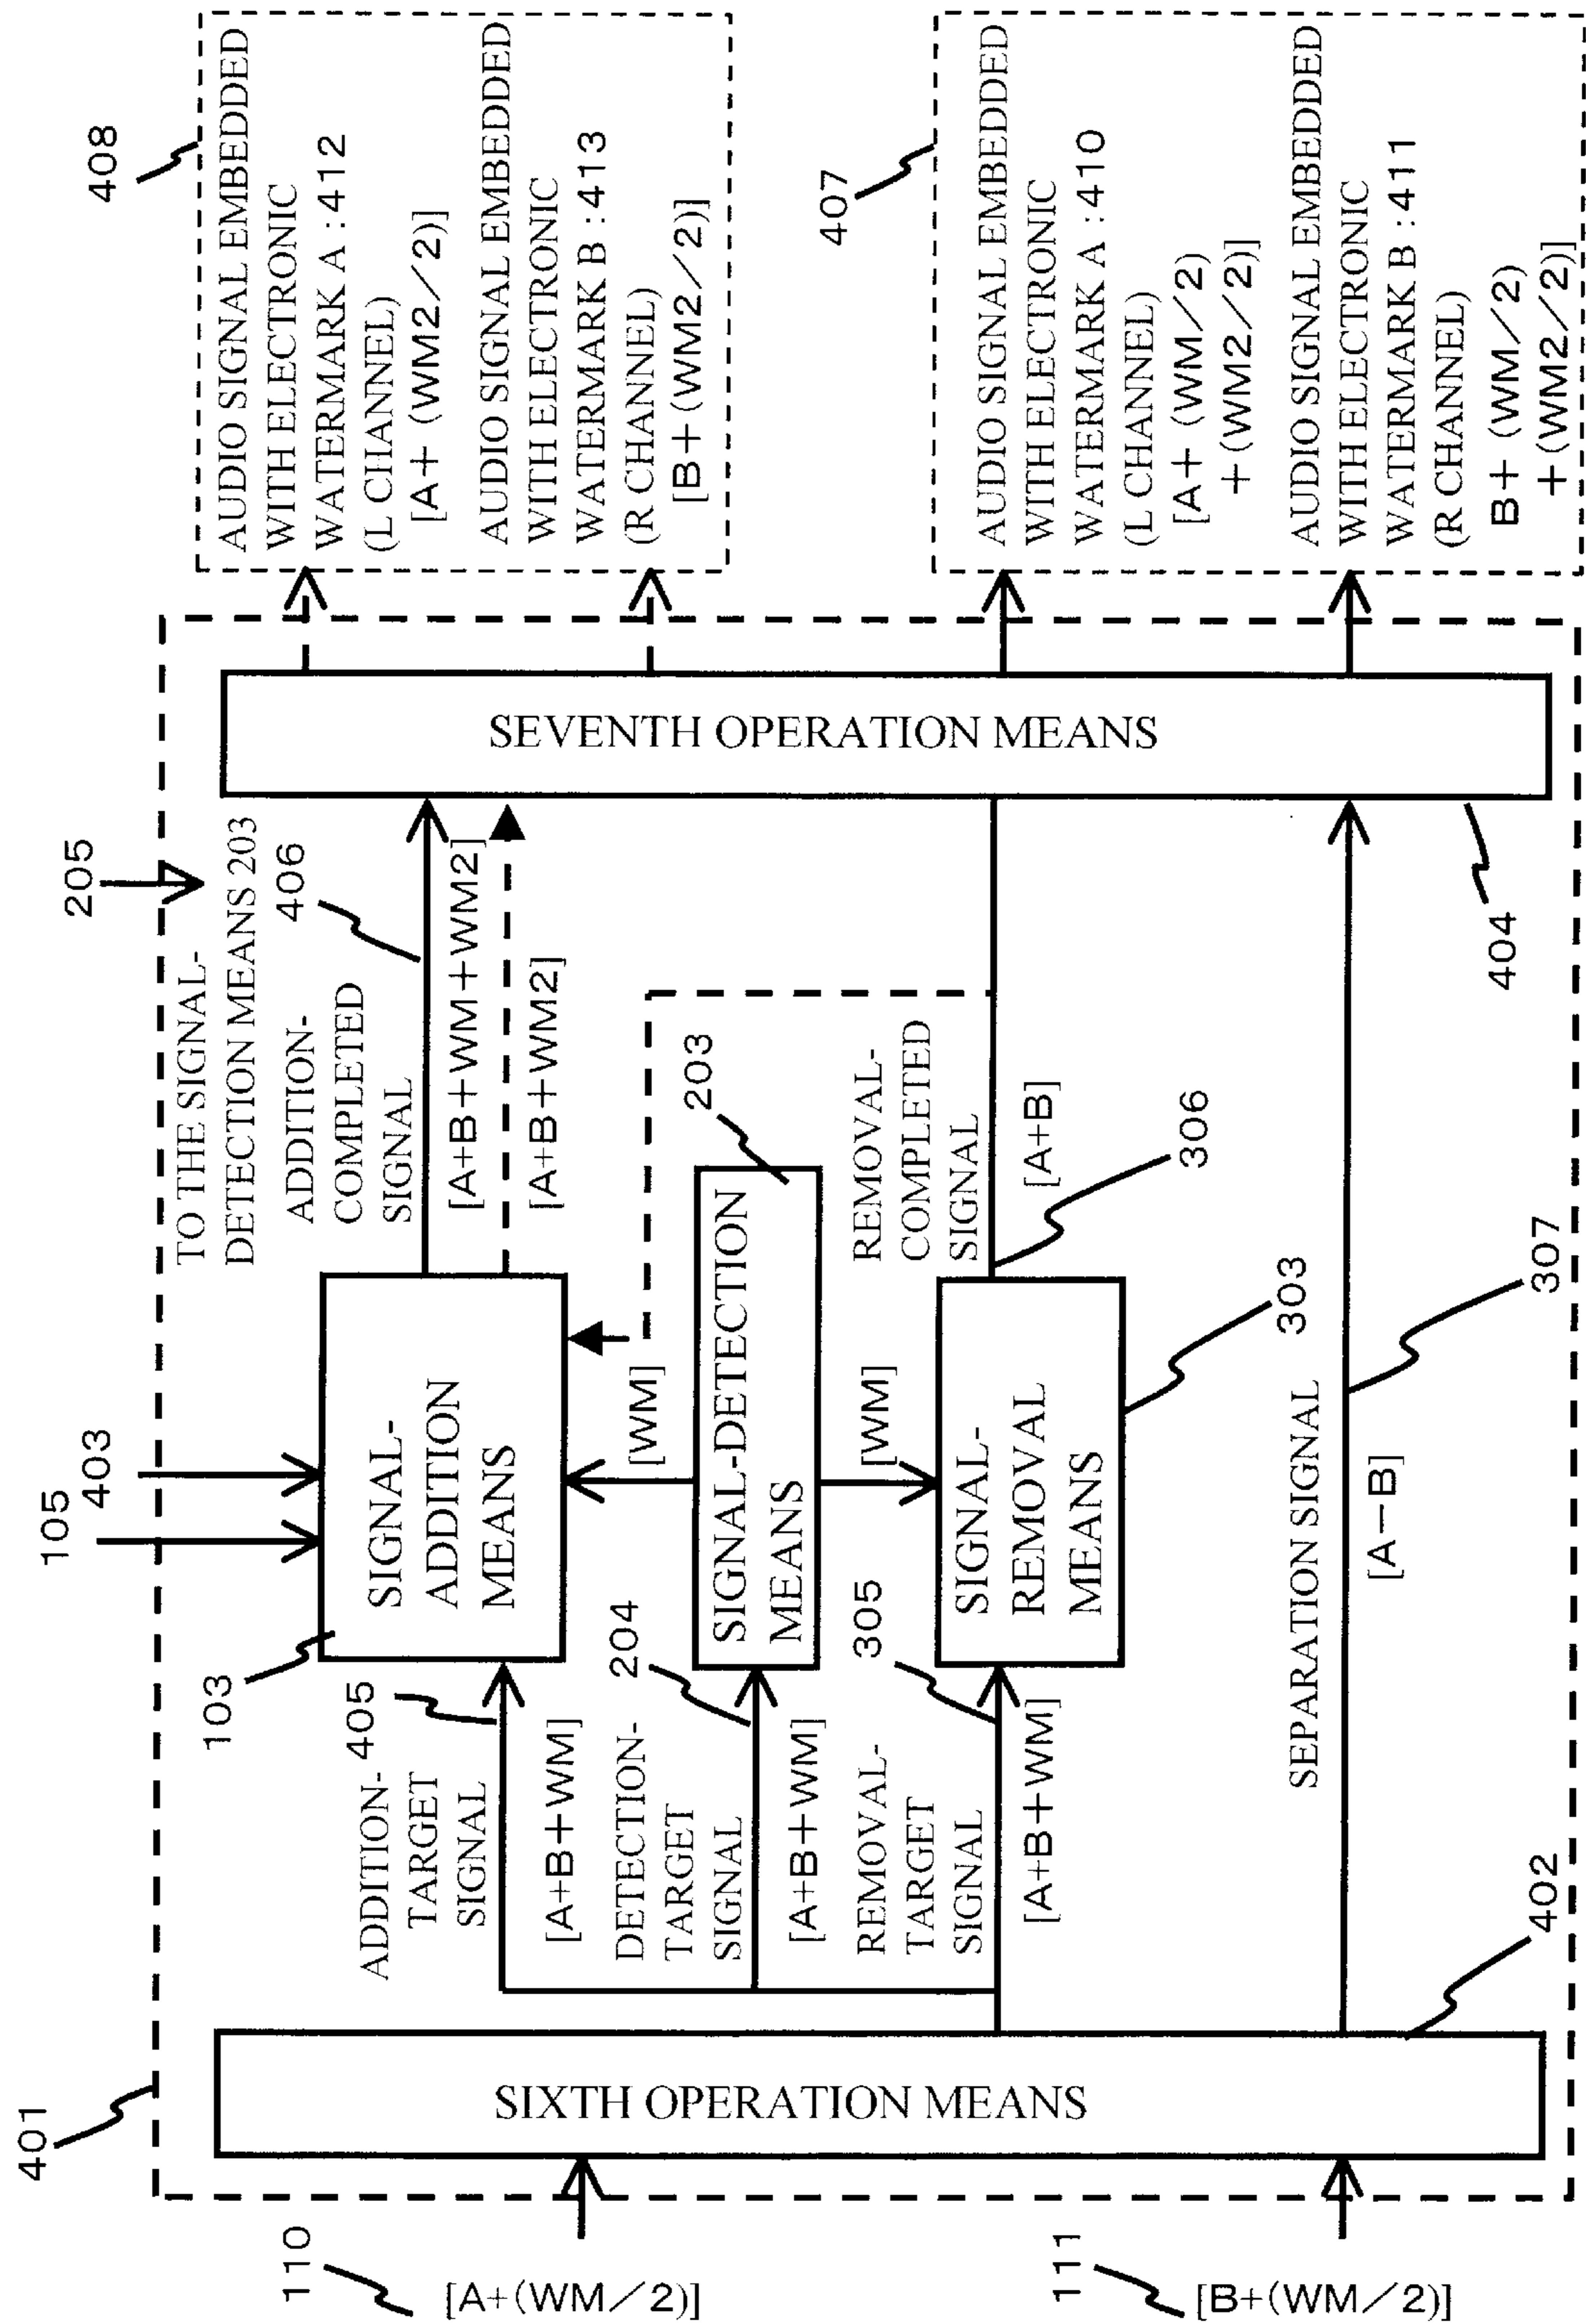 401
110
[A+(WM／2)]
111
[B+(WM／2)]
SIXTH OPERATION MEANS
402
105
403
205
TO THE SIGNAL-
DETECTION MEANS 203
103
SIGNAL-
ADDITION
MEANS
ADDITION-
TARGET
SIGNAL
405
[A+B+WM]
DETECTION-
TARGET
SIGNAL
204
[A+B+WM]
REMOVAL-
TARGET
SIGNAL
305
[A+B+WM]
[WM]
SIGNAL-DETECTION
MEANS
203
[WM]
SIGNAL-
REMOVAL
MEANS
303
ADDITION-
COMPLETED
SIGNAL
406
[A+B+WM+WM2]
[A+B+WM2]
REMOVAL-
COMPLETED
SIGNAL
[A+B]
306
SEPARATION SIGNAL
[A－B]
307
SEVENTH OPERATION MEANS
404
408
AUDIO SIGNAL EMBEDDED
WITH ELECTRONIC
WATERMARK A :412
(L CHANNEL)
[A+ (WM2／2)]
AUDIO SIGNAL EMBEDDED
WITH ELECTRONIC
WATERMARK B :413
(R CHANNEL)
[B+ (WM2／2)]
407
AUDIO SIGNAL EMBEDDED
WITH ELECTRONIC
WATERMARK A :410
(L CHANNEL)
[A+ (WM／2)
+(WM2／2)]
AUDIO SIGNAL EMBEDDED
WITH ELECTRONIC
WATERMARK B :411
(R CHANNEL)
B+ (WM／2)
+(WM2／2)]